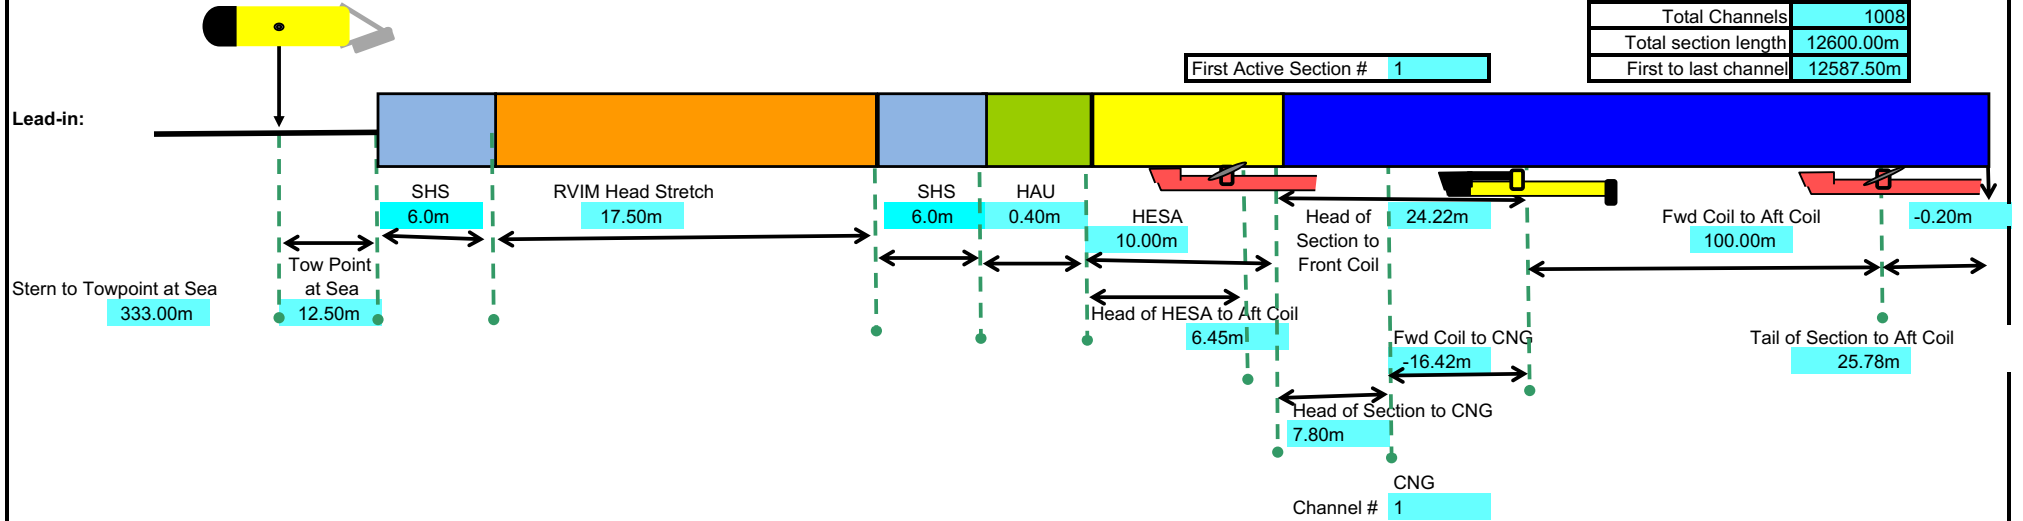 Total Channels 1008
Total section length 12600.00m
First to last channel 12587.50m
First Active Section # 1
Lead-in:
SHS
6.0m
RVIM Head Stretch
17.50m
SHS
6.0m
HAU
0.40m
HESA
10.00m
Head of
Section to
Front Coil
24.22m
Fwd Coil to Aft Coil
100.00m
-0.20m
Stern to Towpoint at Sea
333.00m
Tow Point
at Sea
12.50m
Head of HESA to Aft Coil
6.45m
Fwd Coil to CNG
-16.42m
Tail of Section to Aft Coil
25.78m
Head of Section to CNG
7.80m
CNG
Channel # 1